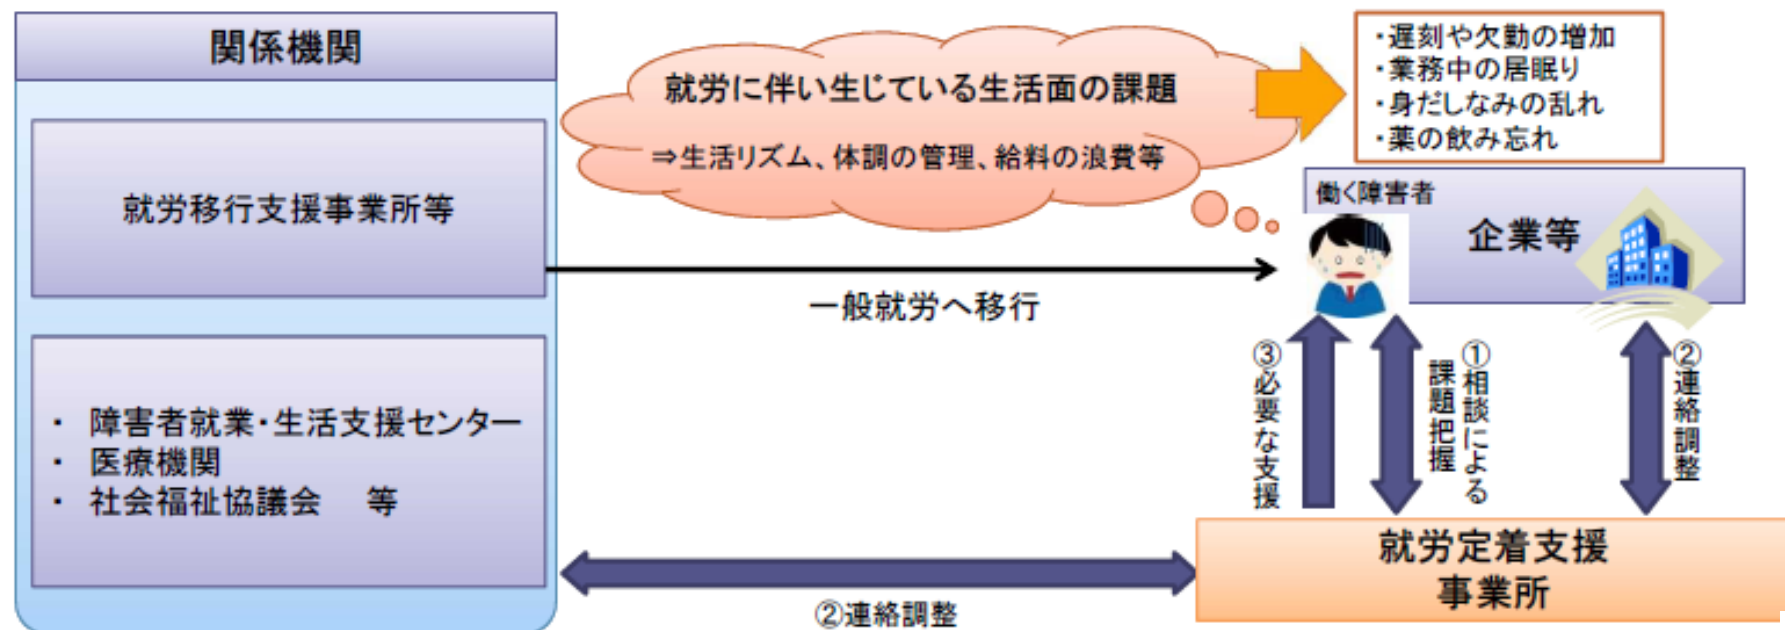 関係機関
就労移行支援事業所等
・ 障害者就業・生活支援センター
・ 医療機関
・ 社会福祉協議会 等
就労に伴い生じている生活面の課題
⇒生活リズム、体調の管理、給料の浪費等
・遅刻や欠勤の増加
・業務中の居眠り
・身だしなみの乱れ
・薬の飲み忘れ
働く障害者
企業等
一般就労へ移行
③必要な支援
①相談による
課題把握
②連絡調整
②連絡調整
就労定着支援
事業所